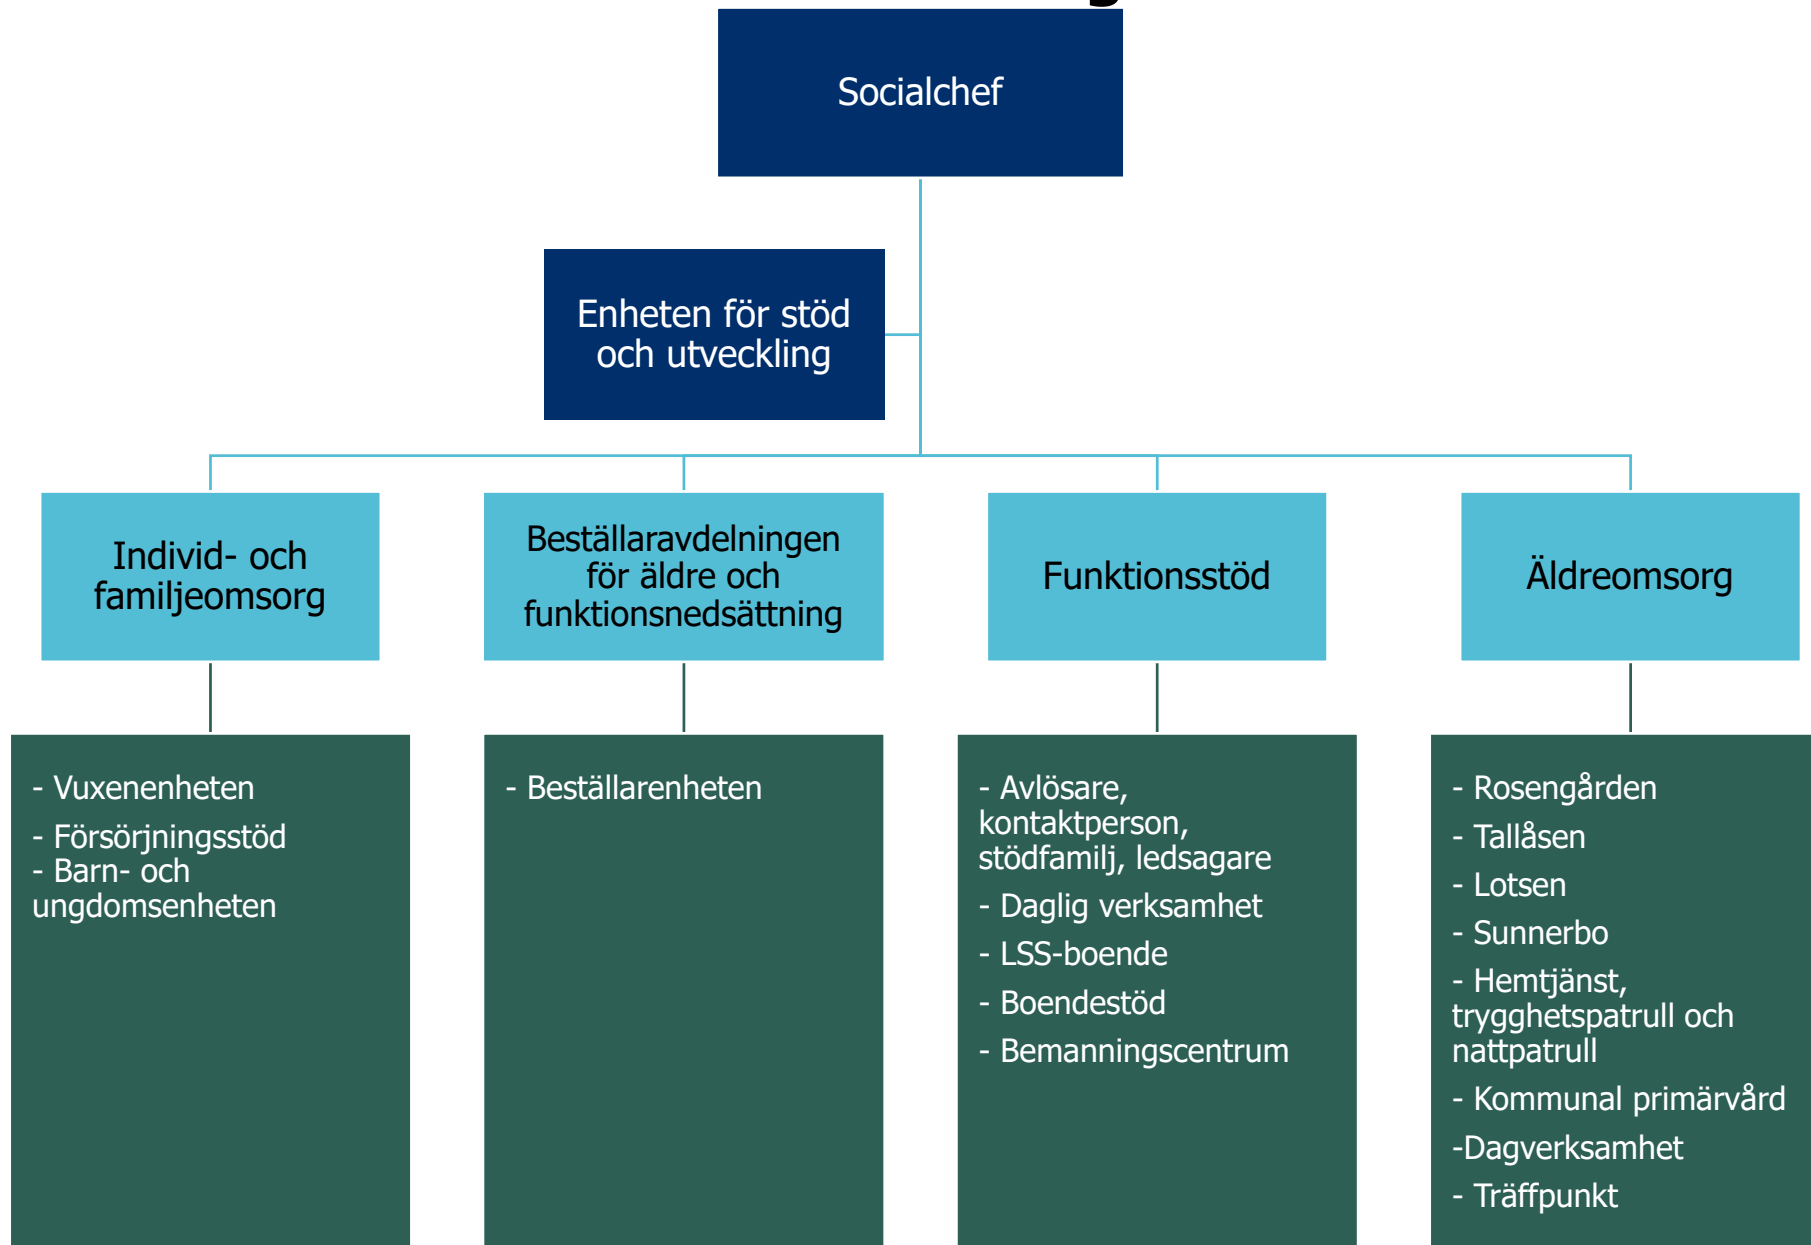 Socialchef
Enheten för stöd
och utveckling
Individ- och
familjeomsorg
Beställaravdelningen
för äldre och
funktionsnedsättning
Funktionsstöd
Äldreomsorg
- Vuxenenheten
- Försörjningsstöd
- Barn- och
ungdomsenheten
- Beställarenheten
- Avlösare,
kontaktperson,
stödfamilj, ledsagare
- Daglig verksamhet
- LSS-boende
- Boendestöd
- Bemanningscentrum
- Rosengården
- Tallåsen
- Lotsen
- Sunnerbo
- Hemtjänst,
trygghetspatrull och
nattpatrull
- Kommunal primärvård
-Dagverksamhet
- Träffpunkt